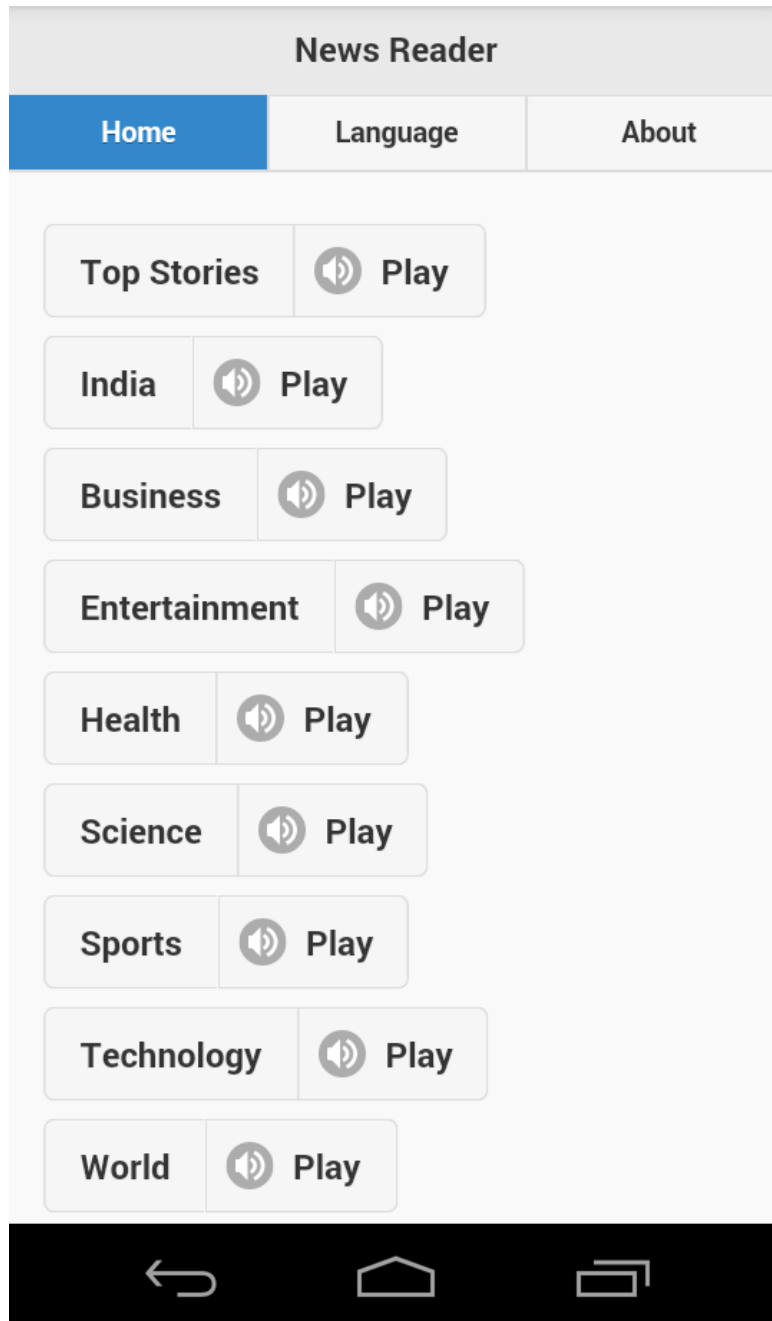 News Reader
Home Language About
Top Stories Play
India Play
Business Play
Entertainment Play
Health Play
Science Play
Sports Play
Technology Play
World Play